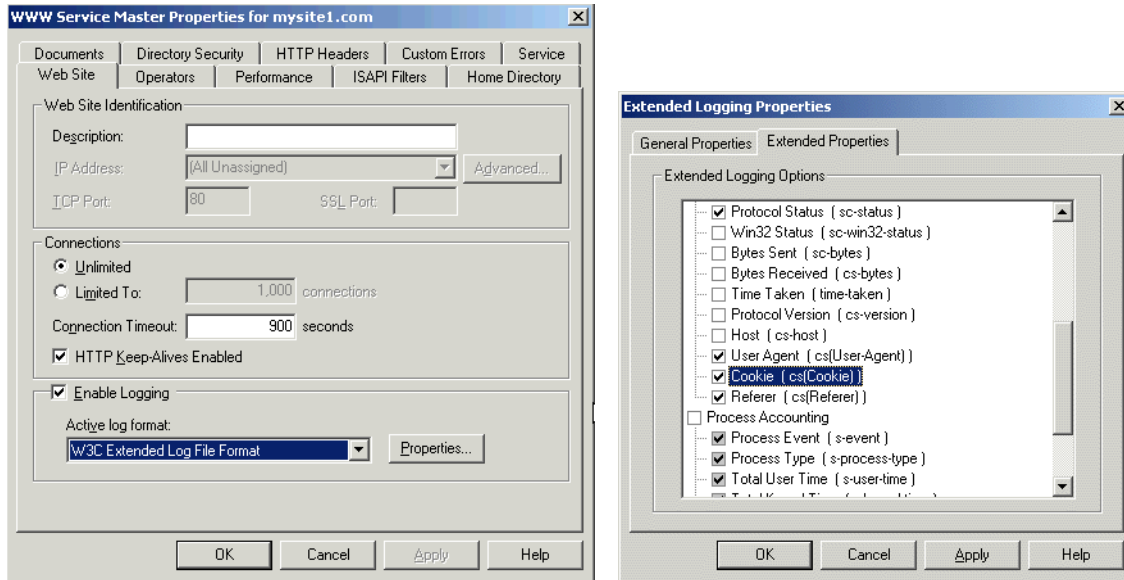 WWW Service Master Properties for mysite1.com
Documents Directory Security HTTP Headers Custom Errors Service
Web Site Operators Performance ISAPI Filters Home Directory
Web Site Identification
Description:
IP Address: (All Unassigned) Advanced...
TCP Port: 80 SSL Port:
Connections
Unlimited
Limited To: 1,000 connections
Connection Timeout: 900 seconds
HTTP Keep-Alives Enabled
Enable Logging
Active log format:
W3C Extended Log File Format Properties...
OK Cancel Apply Help
Extended Logging Properties
General Properties Extended Properties
Extended Logging Options
Protocol Status ( sc-status )
Win32 Status ( sc-win32-status )
Bytes Sent ( sc-bytes )
Bytes Received ( cs-bytes )
Time Taken ( time-taken )
Protocol Version ( cs-version )
Host ( cs-host )
User Agent ( cs(User-Agent) )
Cookie ( cs(Cookie) )
Referer ( cs(Referer) )
Process Accounting
Process Event ( s-event )
Process Type ( s-process-type )
Total User Time ( s-user-time )
OK Cancel Apply Help